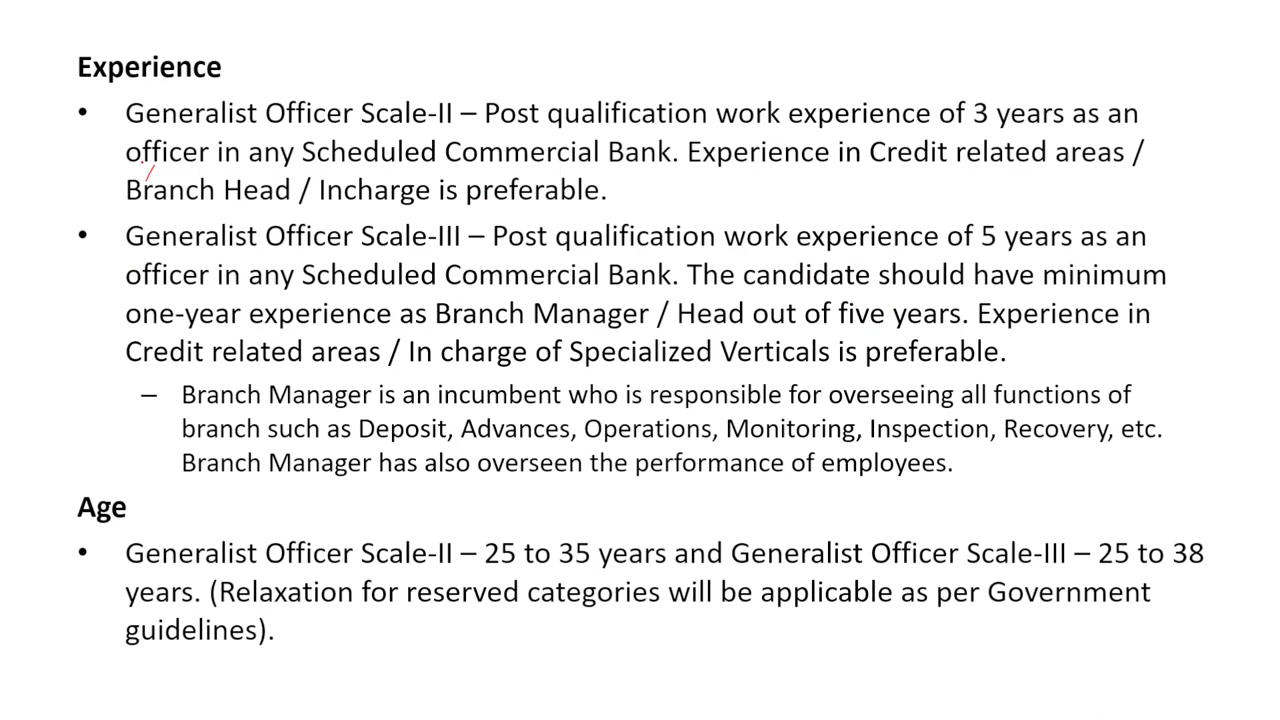 Experience
• Generalist Officer Scale-II – Post qualification work experience of 3 years as an
officer in any Scheduled Commercial Bank. Experience in Credit related areas /
Branch Head / Incharge is preferable.
• Generalist Officer Scale-III – Post qualification work experience of 5 years as an
officer in any Scheduled Commercial Bank. The candidate should have minimum
one-year experience as Branch Manager / Head out of five years. Experience in
Credit related areas / In charge of Specialized Verticals is preferable.
– Branch Manager is an incumbent who is responsible for overseeing all functions of
branch such as Deposit, Advances, Operations, Monitoring, Inspection, Recovery, etc.
Branch Manager has also overseen the performance of employees.
Age
• Generalist Officer Scale-II – 25 to 35 years and Generalist Officer Scale-III – 25 to 38
years. (Relaxation for reserved categories will be applicable as per Government
guidelines).